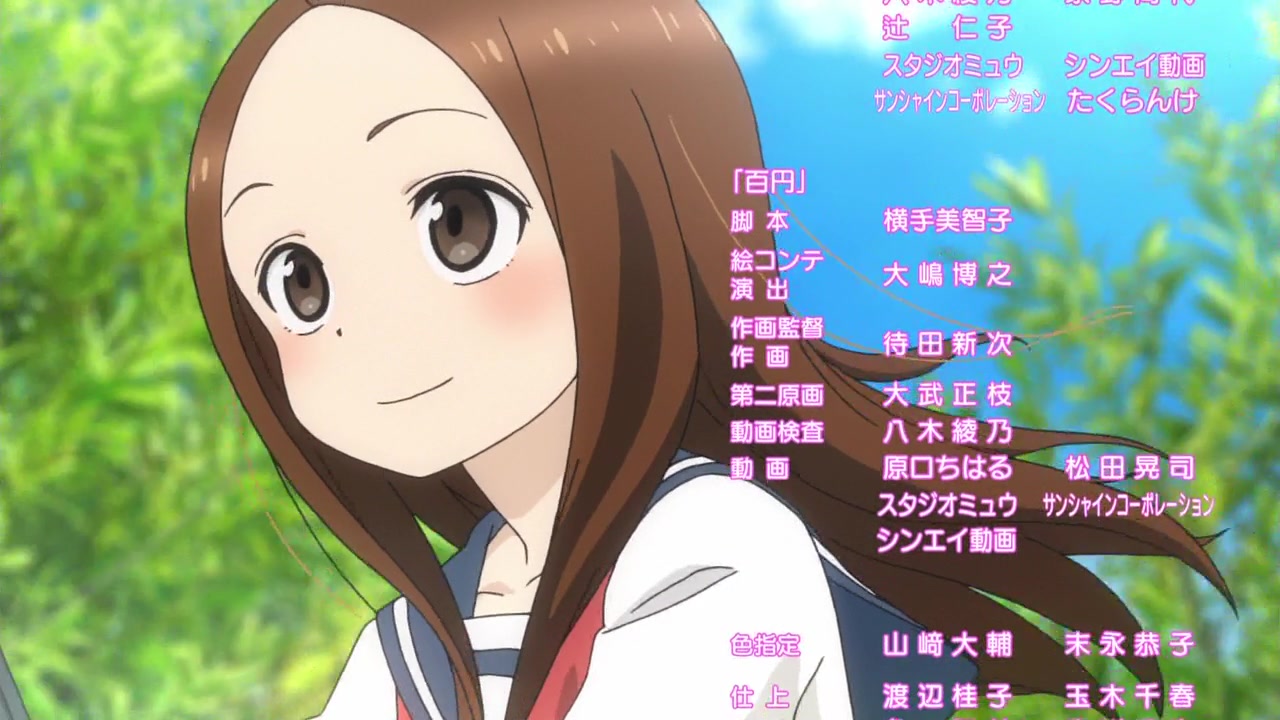 辻 仁子
スタジオミュウ シンエイ動画
サンシャインコーポレーション たくらんけ
「百円」
脚本 横手美智子
絵コンテ
演出 大嶋博之
作画監督
作画 待田新次
第二原画 大武正枝
動画検査 八木綾乃
動画 原口ちはる 松田晃司
スタジオミュウ サンシャインコーポレーション
シンエイ動画
色指定 山﨑大輔 末永恭子
仕上 渡辺桂子 玉木千春